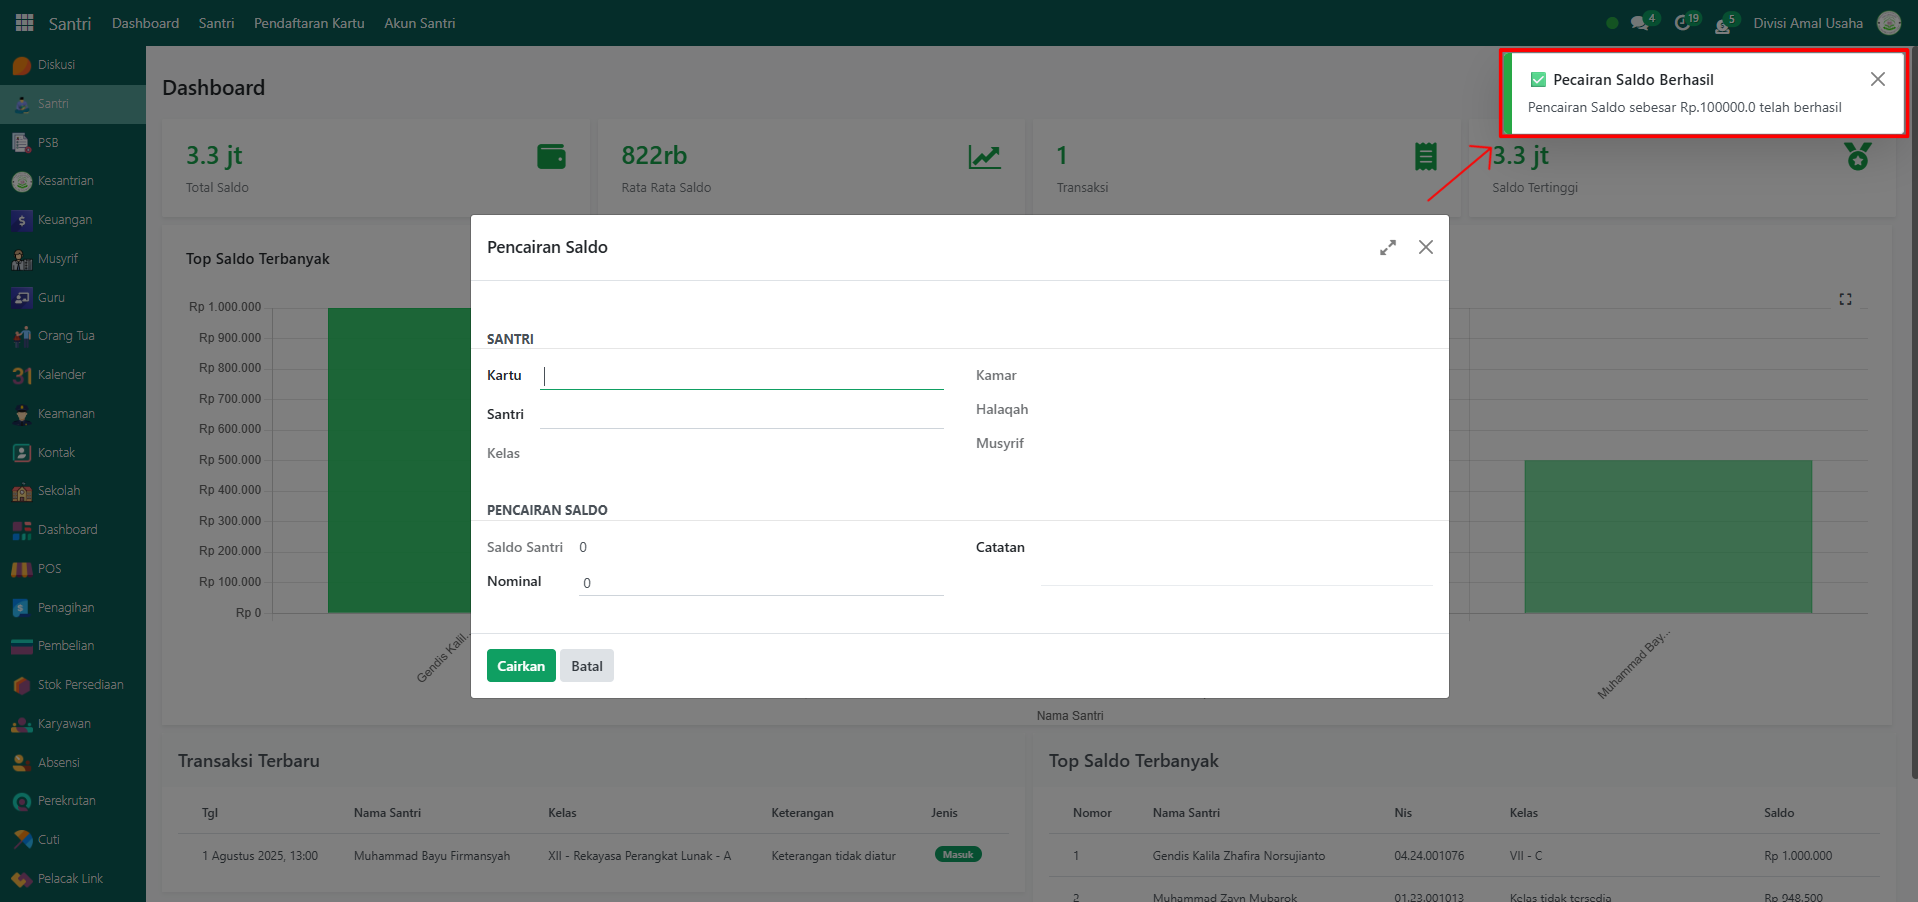 Santri Dashboard Santri Pendaftaran Kartu Akun Santri 4 19 5 Divisi Amal Usaha
Diskusi
Santri
PSB
Kesantrian
Keuangan
Musyrif
Guru
Orang Tua
31 Kalender
Keamanan
Kontak
Sekolah
Dashboard
POS
Penagihan
Pembelian
Stok Persediaan
Karyawan
Absensi
Perekrutan
Cuti
Pelacak Link
Dashboard
Pecairan Saldo Berhasil
Pencairan Saldo sebesar Rp.100000.0 telah berhasil
3.3 jt
Total Saldo
822rb
Rata Rata Saldo
1
Transaksi
3.3 jt
Saldo Tertinggi
Top Saldo Terbanyak
Rp 1.000.000
Rp 900.000
Rp 800.000
Rp 700.000
Rp 600.000
Rp 500.000
Rp 400.000
Rp 300.000
Rp 200.000
Rp 100.000
Rp 0
Gendis Kalil...
Muhammad Bay...
Nama Santri
Pencairan Saldo
SANTRI
Kartu
Santri
Kelas
Kamar
Halaqah
Musyrif
PENCAIRAN SALDO
Saldo Santri 0
Nominal 0
Catatan
Cairkan Batal
Transaksi Terbaru
Tgl Nama Santri Kelas Keterangan Jenis
1 Agustus 2025, 13:00 Muhammad Bayu Firmansyah XII - Rekayasa Perangkat Lunak - A Keterangan tidak diatur Masuk
Top Saldo Terbanyak
Nomor Nama Santri Nis Kelas Saldo
1 Gendis Kalila Zhafira Norsujianto 04.24.001076 VII - C Rp 1.000.000
2 Muhammad Zayn Mubarok 01.23.001013 Kelas tidak tersedia Rp 948.500